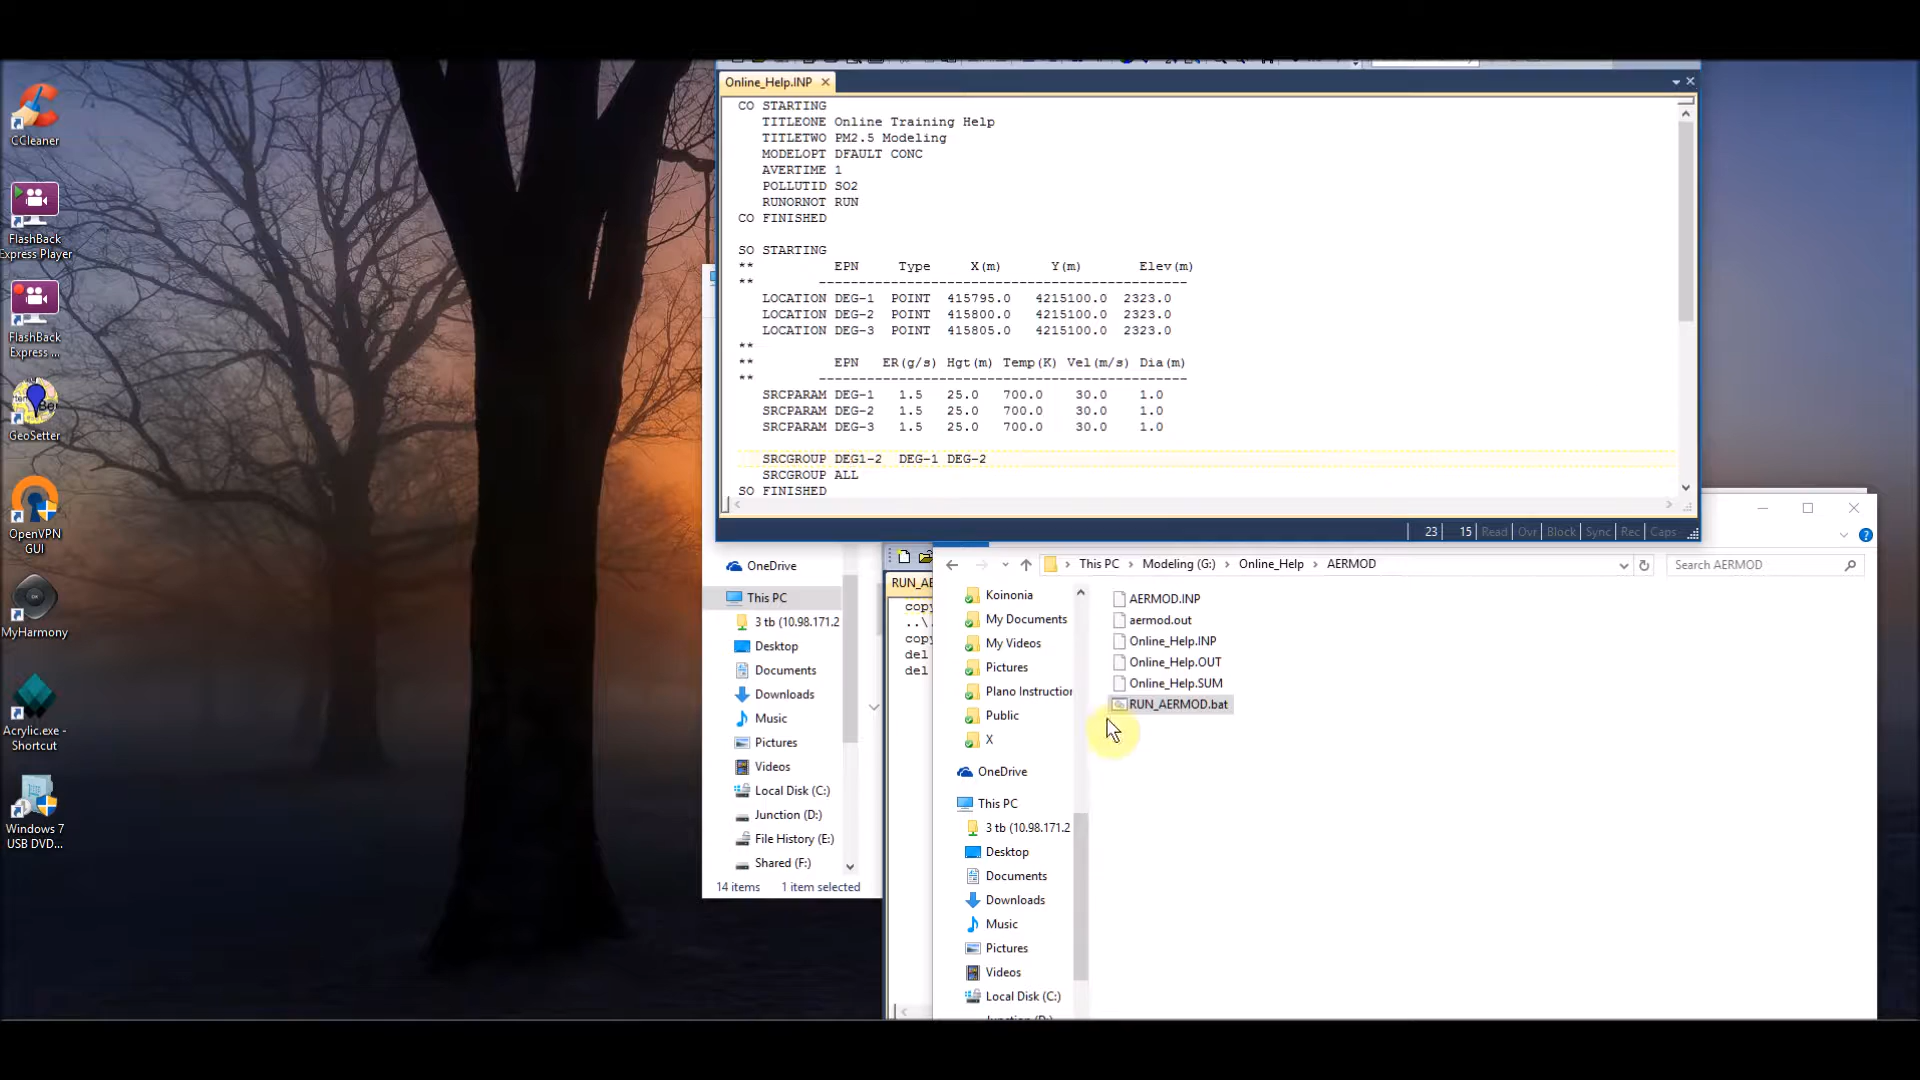 CCleaner
FlashBack
Express Player
FlashBack
Express ...
GeoSetter
OpenVPN
GUI
MyHarmony
Acrylic.exe -
Shortcut
Windows 7
USB DVD...
Online_Help.INP
CO STARTING
TITLEONE Online Training Help
TITLETWO PM2.5 Modeling
MODELOPT DFAULT CONC
AVERTIME 1
POLLUTID SO2
RUNORNOT RUN
CO FINISHED
SO STARTING
** EPN Type X(m) Y(m) Elev(m)
** ----------------------------------------------
LOCATION DEG-1 POINT 415795.0 4215100.0 2323.0
LOCATION DEG-2 POINT 415800.0 4215100.0 2323.0
LOCATION DEG-3 POINT 415805.0 4215100.0 2323.0
**
** EPN ER(g/s) Hgt(m) Temp(K) Vel(m/s) Dia(m)
** ----------------------------------------------
SRCPARAM DEG-1 1.5 25.0 700.0 30.0 1.0
SRCPARAM DEG-2 1.5 25.0 700.0 30.0 1.0
SRCPARAM DEG-3 1.5 25.0 700.0 30.0 1.0
SRCGROUP DEG1-2 DEG-1 DEG-2
SRCGROUP ALL
SO FINISHED
23 15 Read Ovr Block Sync Rec Caps
OneDrive
This PC
3 tb (10.98.171.2
Desktop
Documents
Downloads
Music
Pictures
Videos
Local Disk (C:)
Junction (D:)
File History (E:)
Shared (F:)
14 items 1 item selected
RUN_AE
copy
..\.
copy
del
del
This PC > Modeling (G:) > Online_Help > AERMOD
Search AERMOD
Koinonia
My Documents
My Videos
Pictures
Plano Instruction
Public
X
OneDrive
This PC
3 tb (10.98.171.2
Desktop
Documents
Downloads
Music
Pictures
Videos
Local Disk (C:)
AERMOD.INP
aermod.out
Online_Help.INP
Online_Help.OUT
Online_Help.SUM
RUN_AERMOD.bat